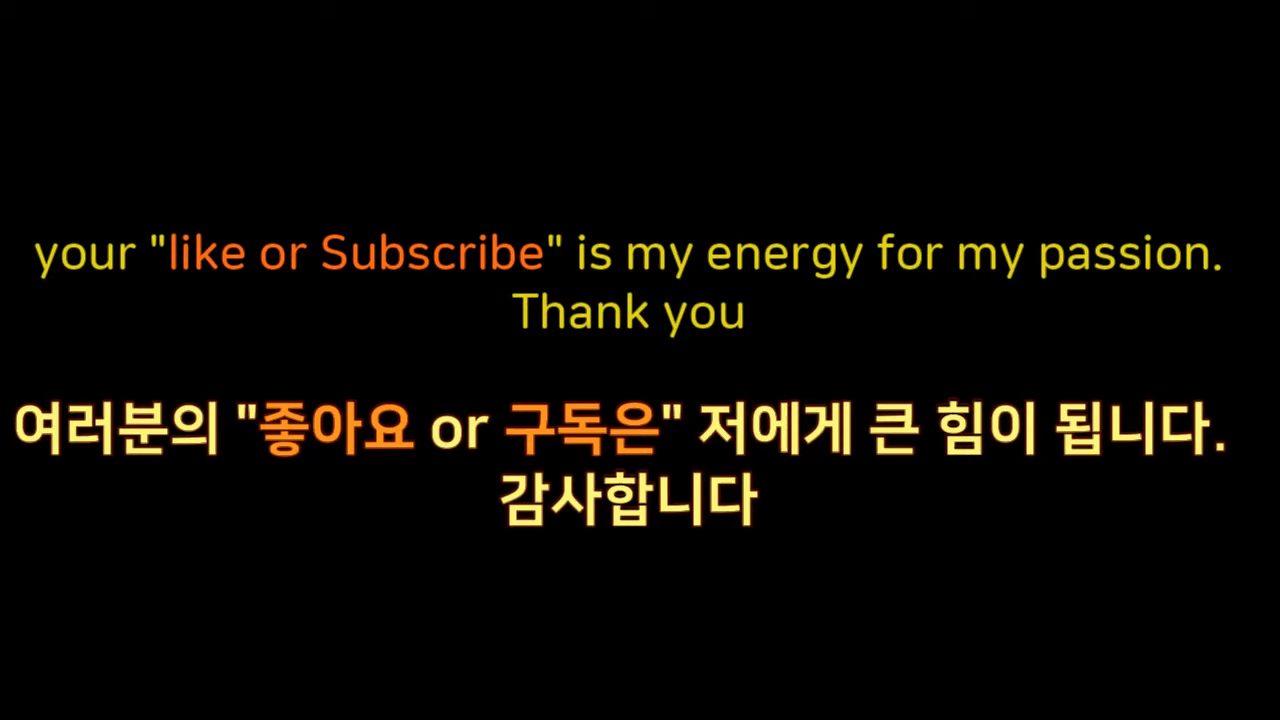 your "like or Subscribe" is my energy for my passion.
Thank you
여러분의 "좋아요 or 구독은" 저에게 큰 힘이 됩니다.
감사합니다